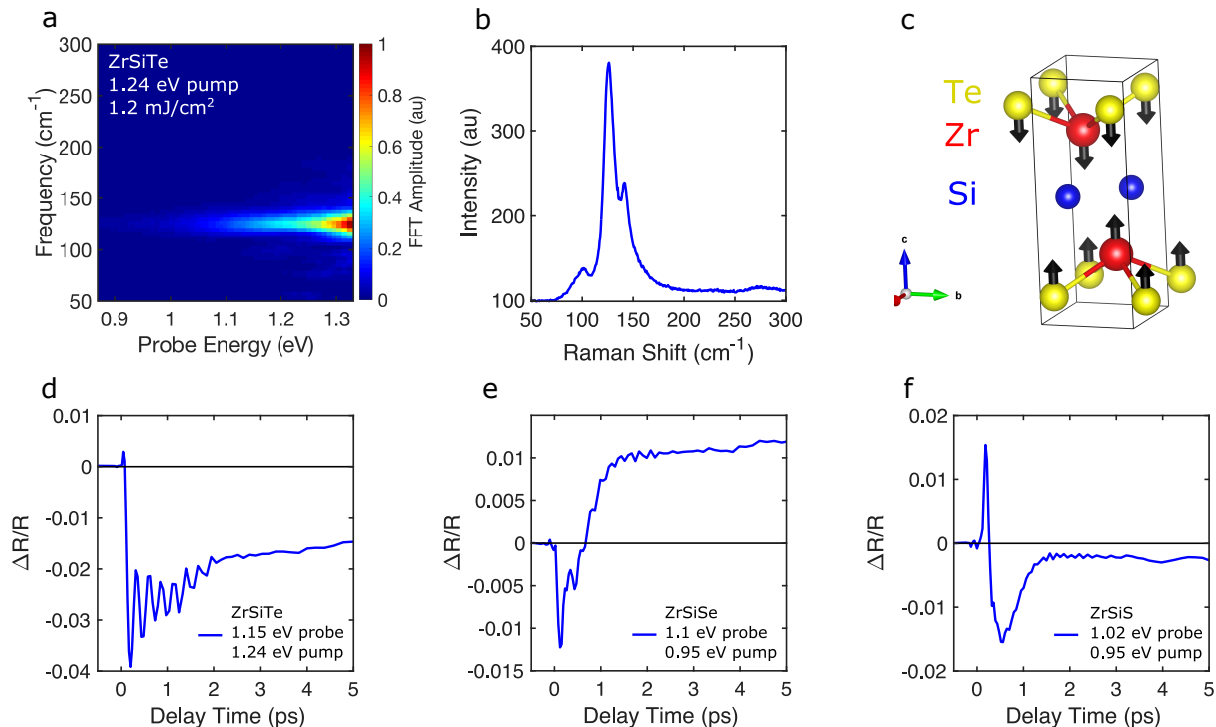 a
300
250
200
150
100
50
Frequency (cm⁻¹)
ZrSiTe
1.24 eV pump
1.2 mJ/cm²
0.9
1
1.1
1.2
1.3
Probe Energy (eV)
1
0.8
0.6
0.4
0.2
0
FFT Amplitude (au)
b
400
300
200
100
Intensity (au)
50
100
150
200
250
300
Raman Shift (cm⁻¹)
c
Te
Zr
Si
c
b
d
0.01
0
-0.01
-0.02
-0.03
-0.04
ΔR/R
ZrSiTe
1.15 eV probe
1.24 eV pump
0
1
2
3
4
5
Delay Time (ps)
e
0.01
0.005
0
-0.005
-0.01
-0.015
ΔR/R
ZrSiSe
1.1 eV probe
0.95 eV pump
0
1
2
3
4
5
Delay Time (ps)
f
0.02
0.01
0
-0.01
-0.02
ΔR/R
ZrSiS
1.02 eV probe
0.95 eV pump
0
1
2
3
4
5
Delay Time (ps)